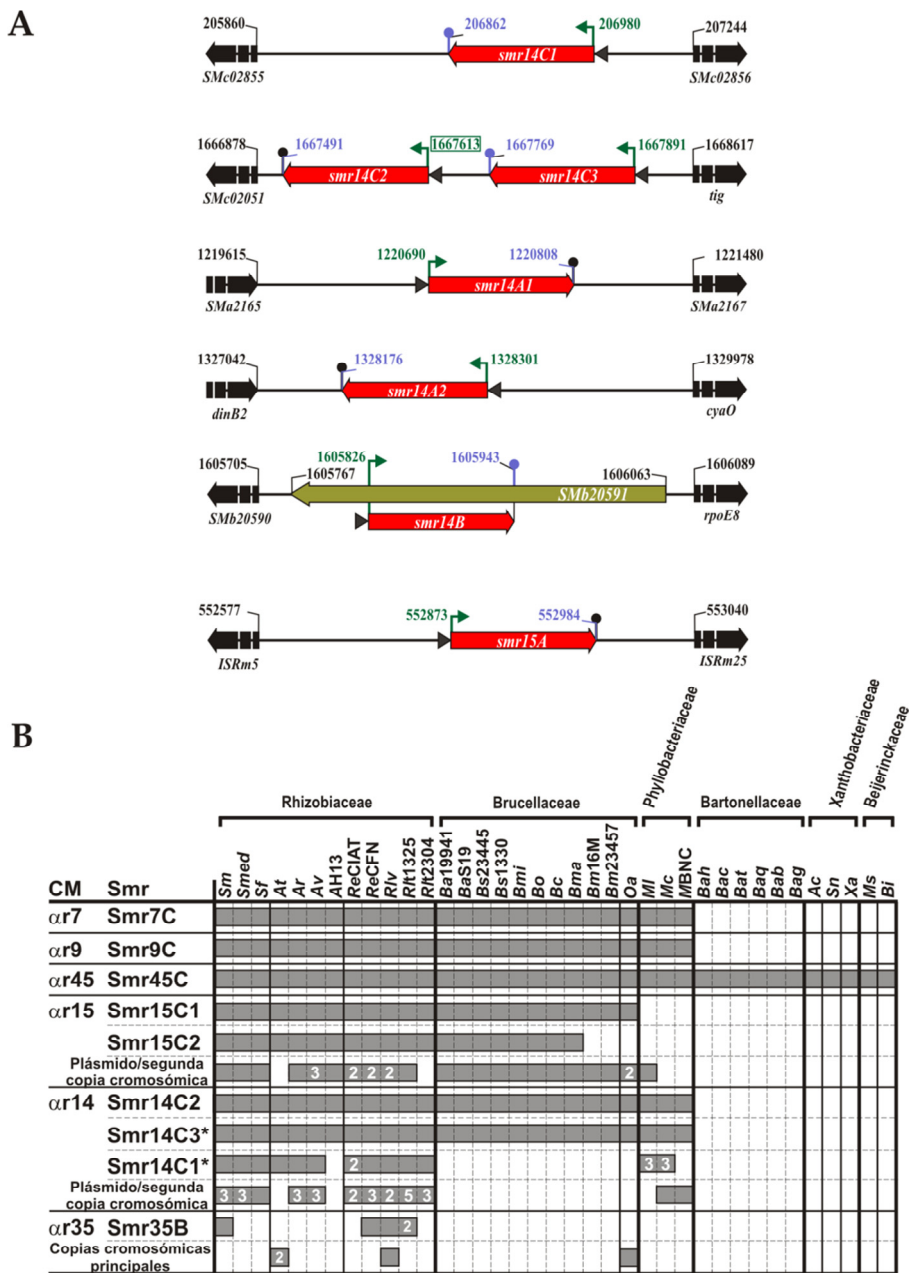 A
205860 206862 206980 207244
smr14C1
SMc02855 SMc02856
1666878 1667491 1667613 1667769 1667891 1668617
smr14C2 smr14C3
SMc02051 tig
1219615 1220690 1220808 1221480
smr14A1
SMa2165 SMa2167
1327042 1328176 1328301 1329978
smr14A2
dinB2 cyaO
1605705 1605826 1605767 1605943 1606063 1606089
SMb20591
SMb20590 smr14B rpoE8
552577 552873 552984 553040
smr15A
ISRm5 ISRm25
B
Rhizobiaceae Brucellaceae Phyllobacteriaceae Bartonellaceae Xanthobacteriaceae Beijerinckaceae
CM Smr Sm Smed Sf At Ar Av AH13 ReCIAT ReCFN Rlv Rlt1325 Rlt2304 Ba19941 BaS19 Bs23445 Bs1330 Bmi Bo Bc Bma Bm16M Bm23457 Oa Ml Mc MBNC Bah Bac Bat Baq Bab Bag Ac Sn Xa Ms Bi
αr7 Smr7C
αr9 Smr9C
αr45 Smr45C
αr15 Smr15C1
Smr15C2
Plásmido/segunda
copia cromosómica 3 2 2 2 2
αr14 Smr14C2
Smr14C3*
Smr14C1* 2 3 3
Plásmido/segunda
copia cromosómica 3 3 3 3 2 3 2 5 3
αr35 Smr35B 2
Copias cromosómicas
principales 2